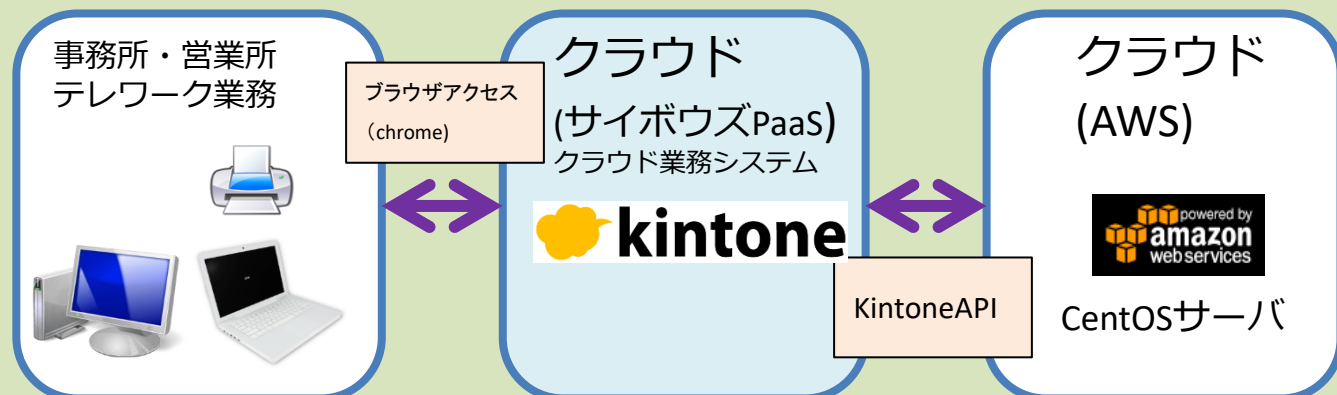 事務所・営業所
テレワーク業務
ブラウザアクセス
（chrome)
クラウド
(サイボウズPaaS)
クラウド業務システム
kintone
KintoneAPI
クラウド
(AWS)
powered by
amazon
web services
CentOSサーバ